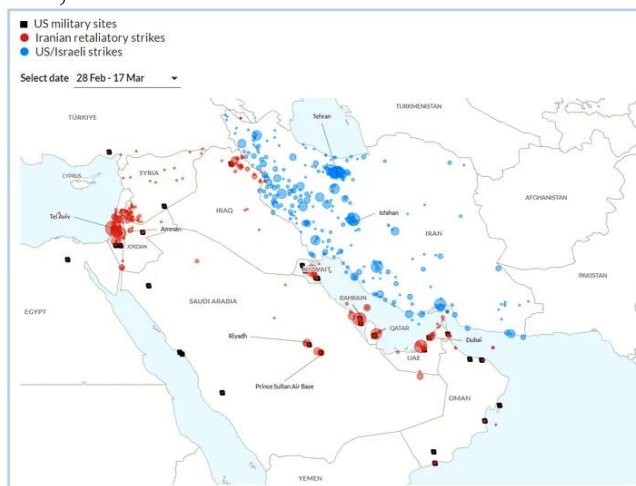 US military sites
Iranian retaliatory strikes
US/Israeli strikes
Select date 28 Feb - 17 Mar
TÜRKIYE
TURKMENISTAN
Tehran
CYPRUS
SYRIA
AFGHANISTAN
Tel Aviv
IRAQ
Isfahan
Amman
IRAN
JORDAN
KUWAIT
PAKISTAN
EGYPT
SAUDI ARABIA
BAHRAIN
QATAR
Riyadh
Dubai
UAE
Prince Sultan Air Base
OMAN
YEMEN